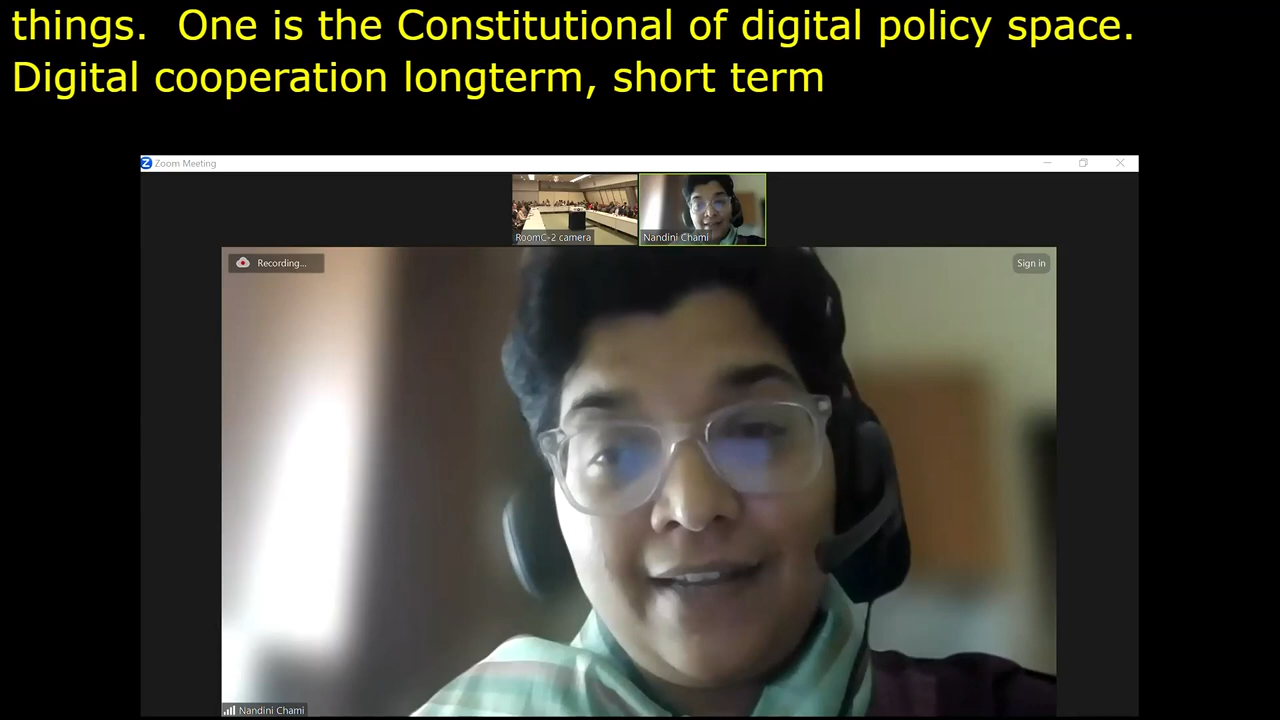 things.  One is the Constitutional of digital policy space.
Digital cooperation longterm, short term
Zoom Meeting
RoomC-2 camera
Nandini Chami
Recording...
Sign in
Nandini Chami